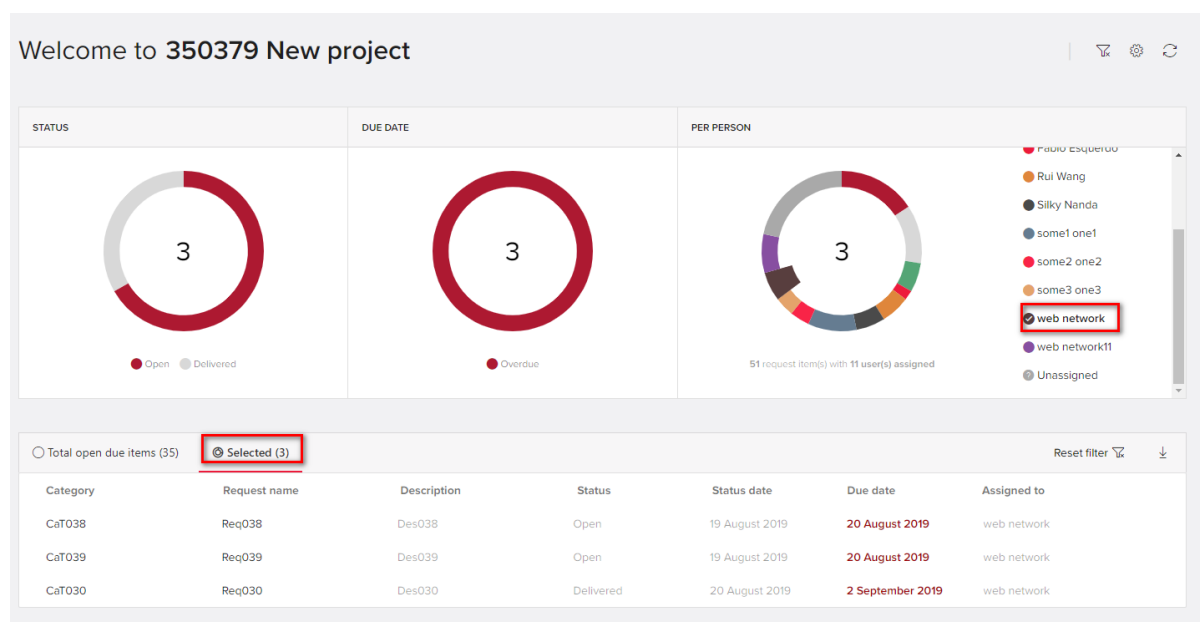 Welcome to 350379 New project
STATUS
DUE DATE
PER PERSON
3
Open
Delivered
3
Overdue
3
51 request item(s) with 11 user(s) assigned
Pablo Esquerdo
Rui Wang
Silky Nanda
some1 one1
some2 one2
some3 one3
web network
web network11
Unassigned
Total open due items (35)
Selected (3)
Reset filter
Category Request name Description Status Status date Due date Assigned to
CaT038 Req038 Des038 Open 19 August 2019 20 August 2019 web network
CaT039 Req039 Des039 Open 19 August 2019 20 August 2019 web network
CaT030 Req030 Des030 Delivered 20 August 2019 2 September 2019 web network